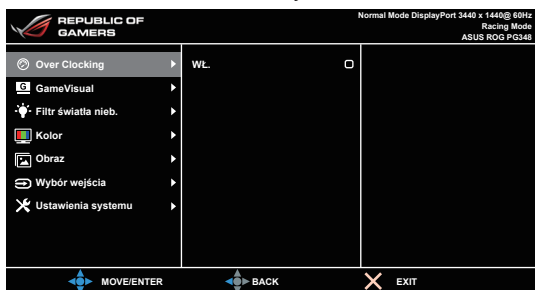 REPUBLIC OF
GAMERS
Normal Mode DisplayPort 3440 x 1440@ 60Hz
Racing Mode
ASUS ROG PG348
Over Clocking
WŁ.
G GameVisual
Filtr światła nieb.
Kolor
Obraz
Wybór wejścia
Ustawienia systemu
MOVE/ENTER
BACK
EXIT